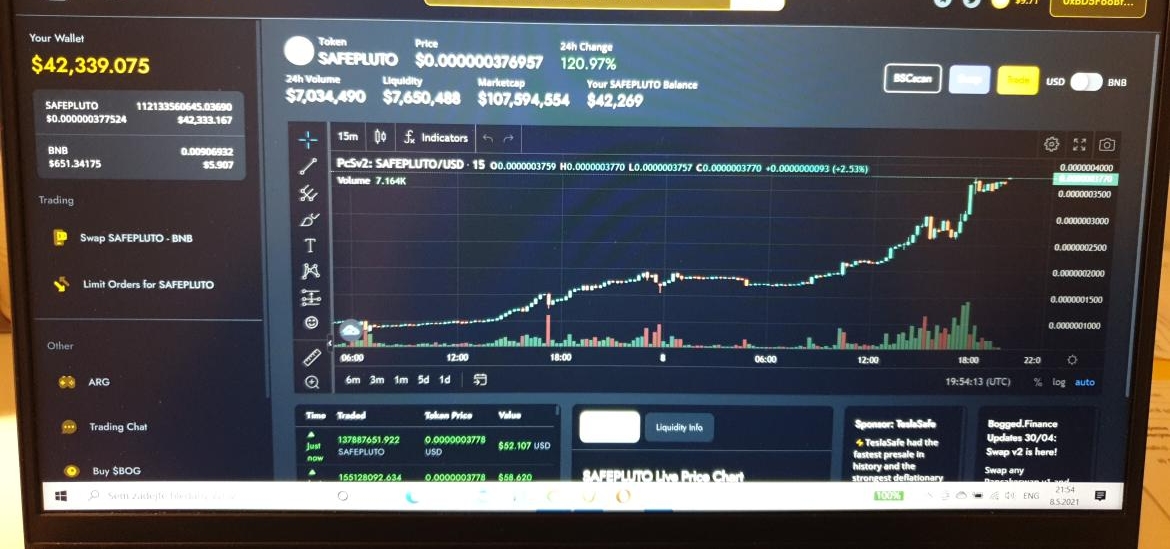 $9.71
0xBD5F68Bf...
Your Wallet
$42,339.075
SAFEPLUTO 112133560645.03690
$0.000000377524 $42,333.167
BNB 0.00906932
$651.34175 $5.907
Trading
Swap SAFEPLUTO - BNB
Limit Orders for SAFEPLUTO
Other
ARG
Trading Chat
Buy $BOG
Token Price 24h Change
SAFEPLUTO $0.000000376957 120.97%
24h Volume Liquidity Marketcap Your SAFEPLUTO Balance
$7,034,490 $7,650,488 $107,594,554 $42,269
BSCscan Trade USD BNB
15m Indicators
PcSv2: SAFEPLUTO/USD · 15 O0.0000003759 H0.0000003770 L0.0000003757 C0.0000003770 +0.0000000093 (+2.53%)
Volume 7.164K
0.0000004000
0.0000003770
0.0000003500
0.0000003000
0.0000002500
0.0000002000
0.0000001500
0.0000001000
06:00 12:00 18:00 8 06:00 12:00 18:00 22:0
6m 3m 1m 5d 1d 19:54:13 (UTC) % log auto
Time Traded Token Price Value
Just now 137887651.922 SAFEPLUTO 0.0000003778 USD $52.107 USD
155128092.634 0.0000003778 $58.620
Liquidity Info
SAFEPLUTO Live Price Chart
Sponsor: TeslaSafe
TeslaSafe had the
fastest presale in
history and the
strongest deflationary
Bogged.Finance
Updates 30/04:
Swap v2 is here!
Swap any
Pancakeswap v1 and
100% ENG 21:54
8.5.2021